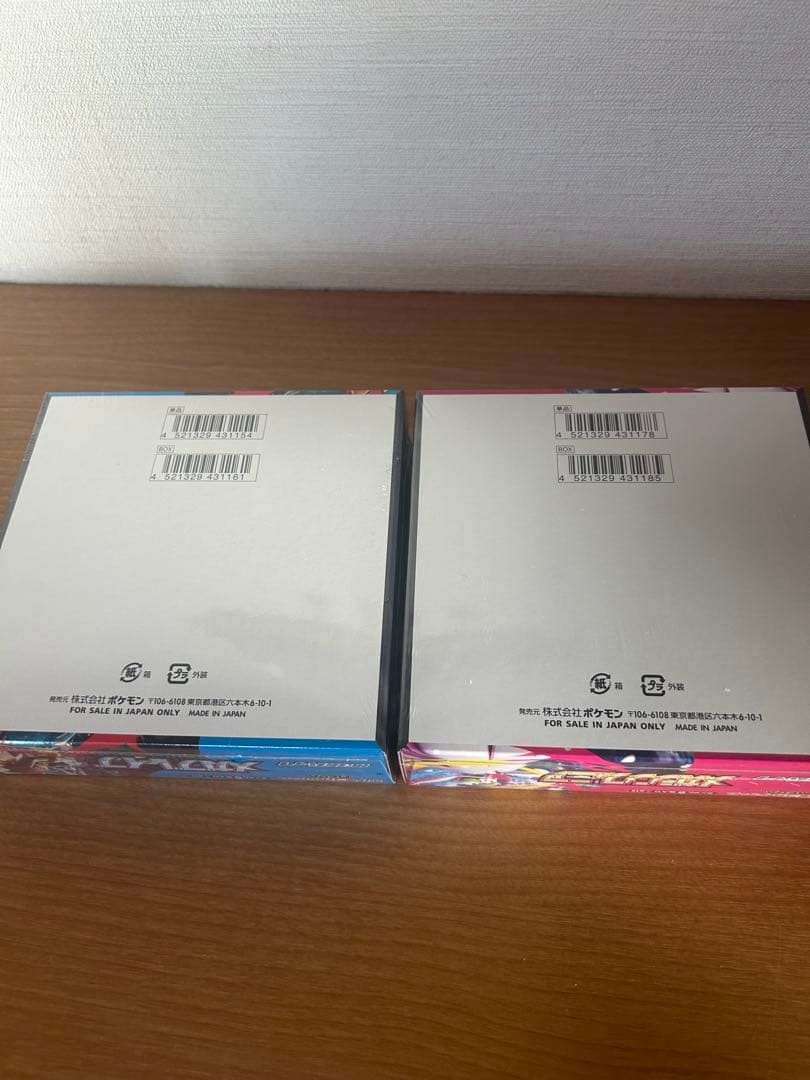 単品
4 521329 431154
BOX
4 521329 431161
紙 箱 プラ 外装
発売元 株式会社ポケモン 〒106-6108 東京都港区六本木6-10-1
FOR SALE IN JAPAN ONLY MADE IN JAPAN
単品
4 521329 431178
BOX
4 521329 431185
紙 箱 プラ 外装
発売元 株式会社ポケモン 〒106-6108 東京都港区六本木6-10-1
FOR SALE IN JAPAN ONLY MADE IN JAPAN